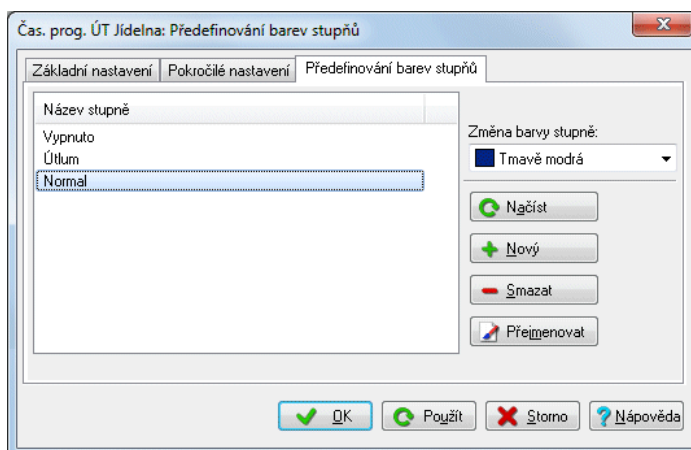 Čas. prog. ÚT Jídelna: Předefinování barev stupňů
Základní nastavení Pokročilé nastavení Předefinování barev stupňů
Název stupně
Vypnuto
Útlum
Normal
Změna barvy stupně:
Tmavě modrá
Načíst
Nový
Smazat
Přejmenovat
OK Použít Storno Nápověda